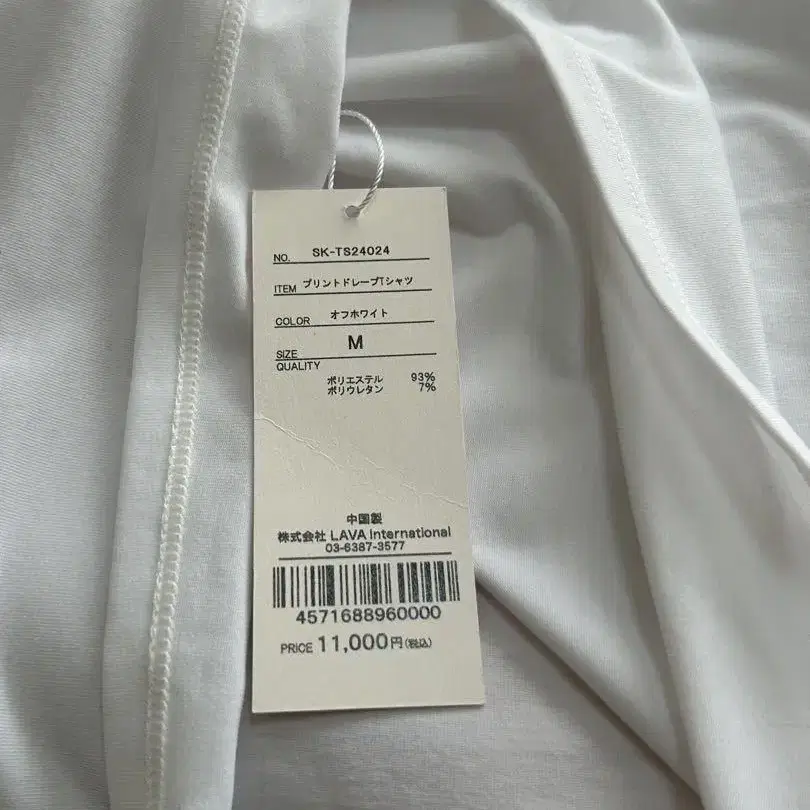 NO. SK-TS24024
ITEM プリントドレープTシャツ
COLOR オフホワイト
SIZE M
QUALITY
ポリエステル 93%
ポリウレタン 7%
中国製
株式会社 LAVA International
03-6387-3577
4571688960000
PRICE 11,000円(税込)